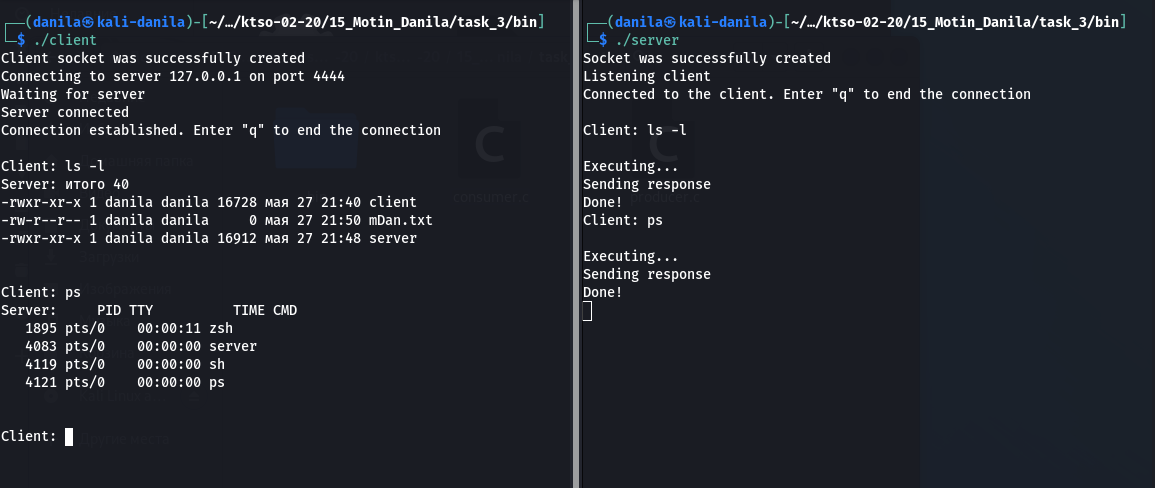 ┌──(danila㉿kali-danila)-[~/…/ktso-02-20/15_Motin_Danila/task_3/bin]
└─$ ./client
Client socket was successfully created
Connecting to server 127.0.0.1 on port 4444
Waiting for server
Server connected
Connection established. Enter "q" to end the connection
Client: ls -l
Server: итого 40
-rwxr-xr-x 1 danila danila 16728 мая 27 21:40 client
-rw-r--r-- 1 danila danila     0 мая 27 21:50 mDan.txt
-rwxr-xr-x 1 danila danila 16912 мая 27 21:48 server
Client: ps
Server:     PID TTY          TIME CMD
   1895 pts/0    00:00:11 zsh
   4083 pts/0    00:00:00 server
   4119 pts/0    00:00:00 sh
   4121 pts/0    00:00:00 ps
Client:
┌──(danila㉿kali-danila)-[~/…/ktso-02-20/15_Motin_Danila/task_3/bin]
└─$ ./server
Socket was successfully created
Listening client
Connected to the client. Enter "q" to end the connection
Client: ls -l
Executing...
Sending response
Done!
Client: ps
Executing...
Sending response
Done!
consumer.c
producer.c